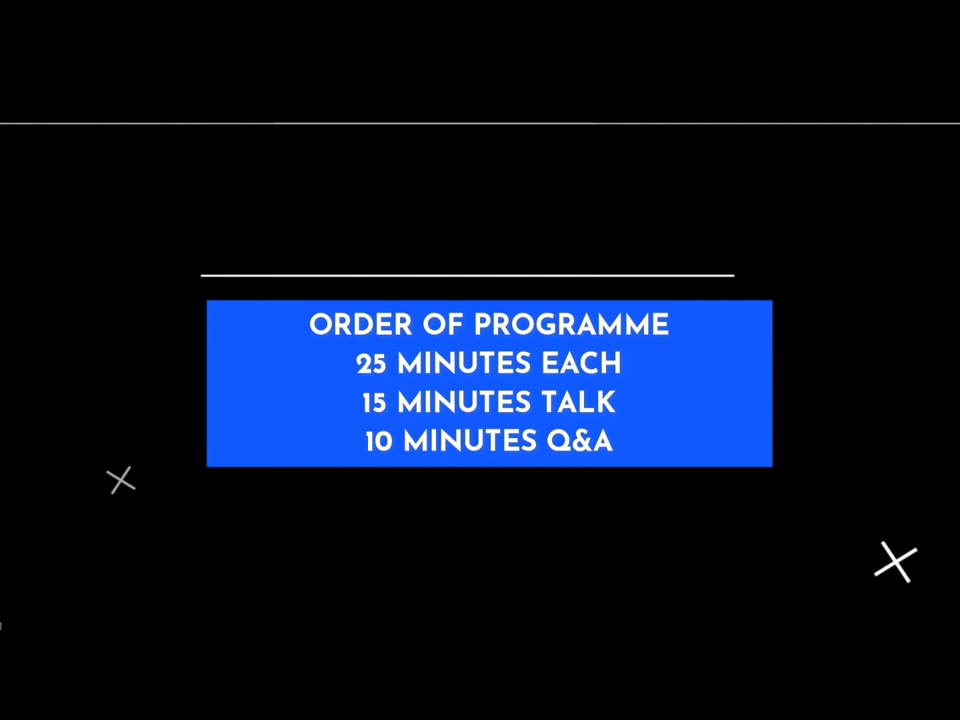 ORDER OF PROGRAMME
25 MINUTES EACH
15 MINUTES TALK
10 MINUTES Q&A